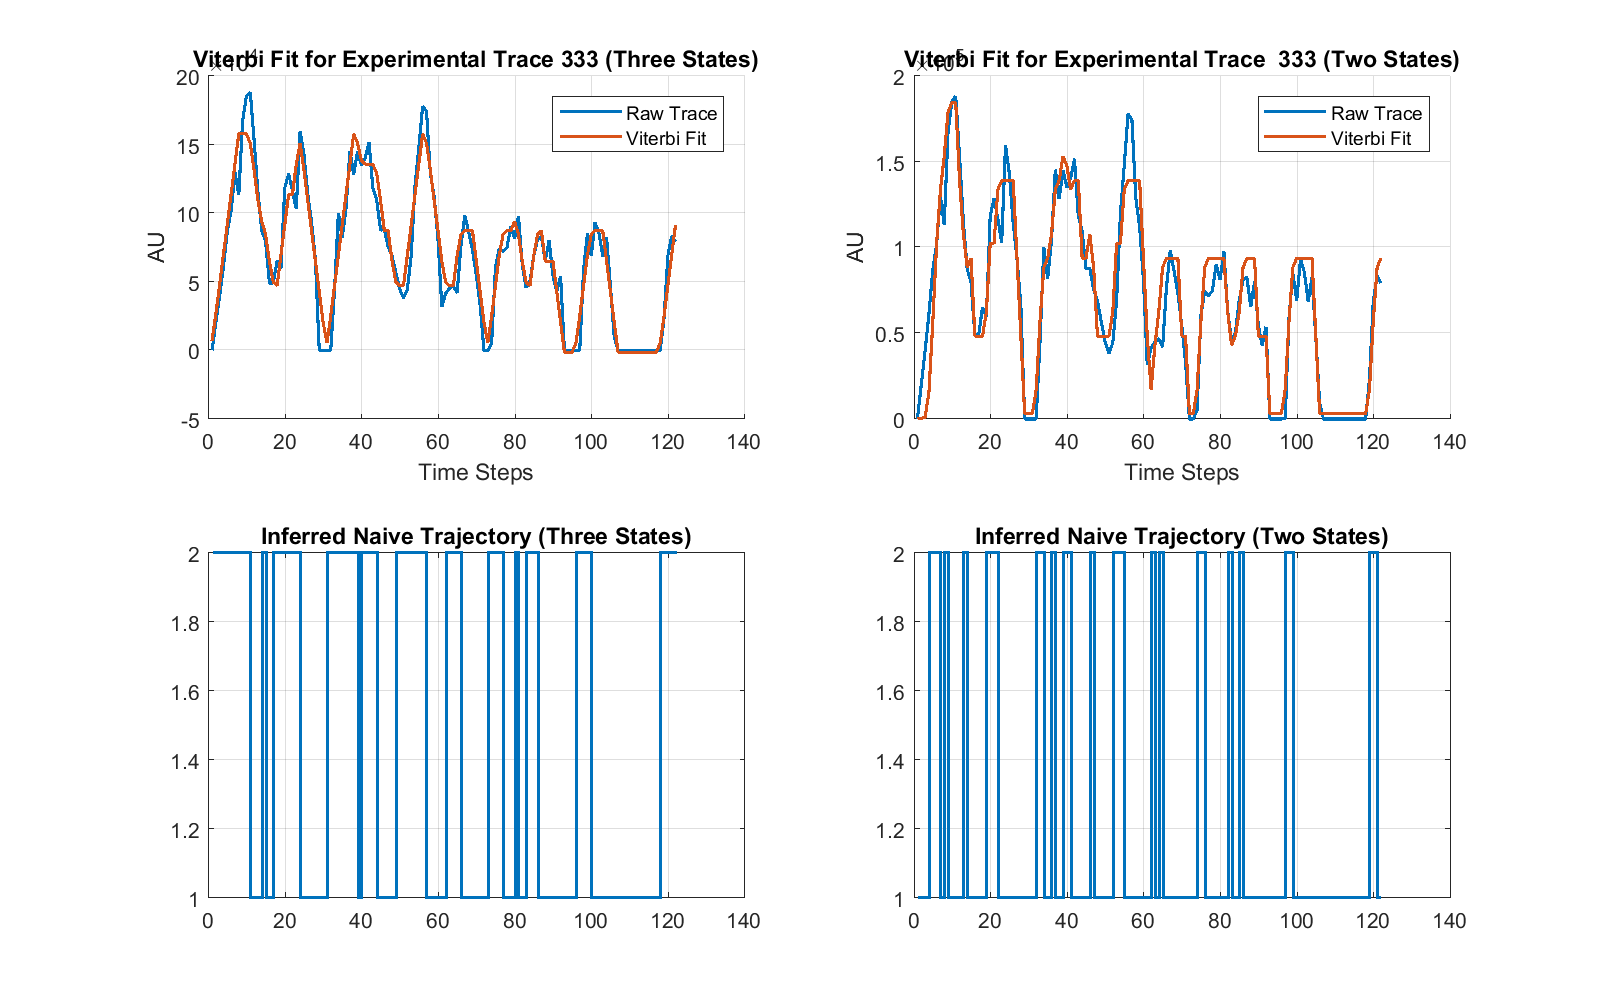 Viterbi Fit for Experimental Trace 333 (Three States)
20
15
10
5
0
-5
AU
Raw Trace
Viterbi Fit
0 20 40 60 80 100 120 140
Time Steps
Viterbi Fit for Experimental Trace  333 (Two States)
2
1.5
1
0.5
0
AU
Raw Trace
Viterbi Fit
0 20 40 60 80 100 120 140
Time Steps
Inferred Naive Trajectory (Three States)
2
1.8
1.6
1.4
1.2
1
0 20 40 60 80 100 120 140
Inferred Naive Trajectory (Two States)
2
1.8
1.6
1.4
1.2
1
0 20 40 60 80 100 120 140